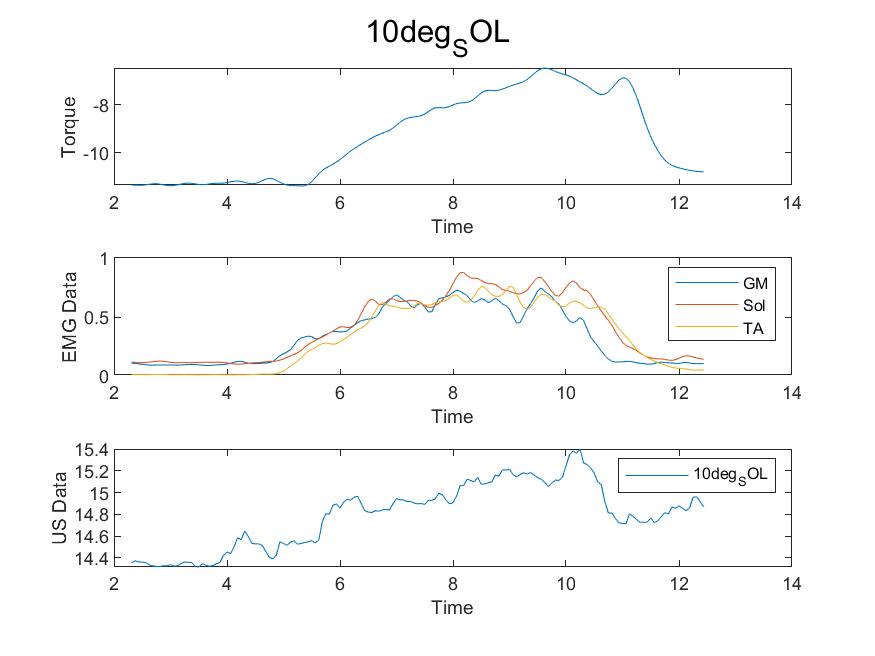 10deg_SOL
Torque
-8
-10
2 4 6 8 10 12 14
Time
EMG Data
1
0.5
0
GM
Sol
TA
2 4 6 8 10 12 14
Time
US Data
15.4
15.2
15
14.8
14.6
14.4
10deg_SOL
2 4 6 8 10 12 14
Time